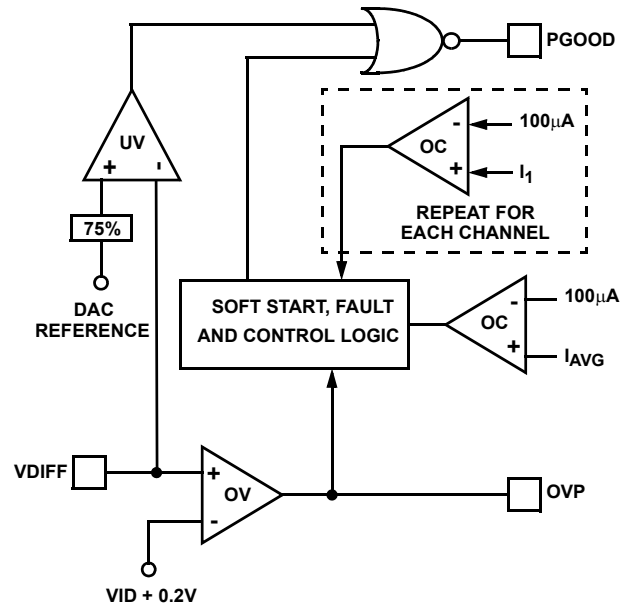 PGOOD
UV
+ -
75%
DAC
REFERENCE
-
OC
+
100µA
I1
REPEAT FOR
EACH CHANNEL
SOFT START, FAULT
AND CONTROL LOGIC
-
OC
+
100µA
IAVG
VDIFF
+
OV
-
OVP
VID + 0.2V